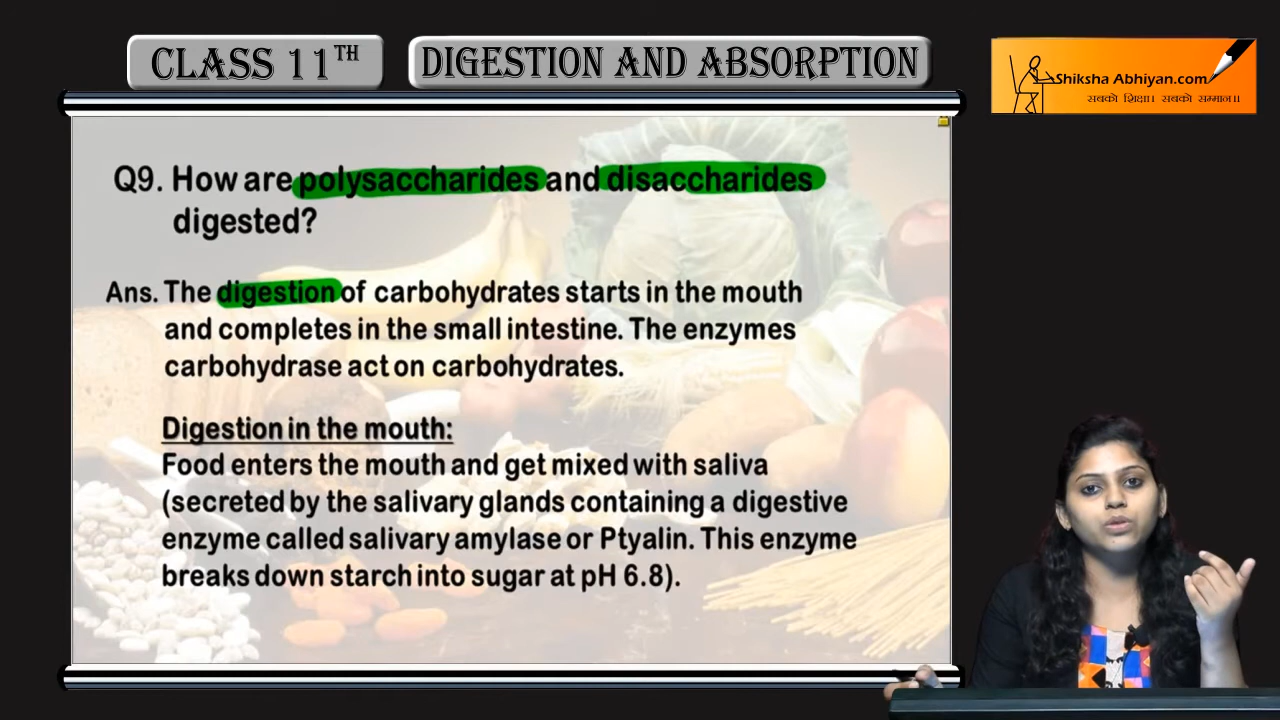 CLASS 11TH
DIGESTION AND ABSORPTION
Shiksha Abhiyan.com
सबको शिक्षा। सबको सम्मान॥
Q9. How are polysaccharides and disaccharides
digested?
Ans. The digestion of carbohydrates starts in the mouth
and completes in the small intestine. The enzymes
carbohydrase act on carbohydrates.
Digestion in the mouth:
Food enters the mouth and get mixed with saliva
(secreted by the salivary glands containing a digestive
enzyme called salivary amylase or Ptyalin. This enzyme
breaks down starch into sugar at pH 6.8).